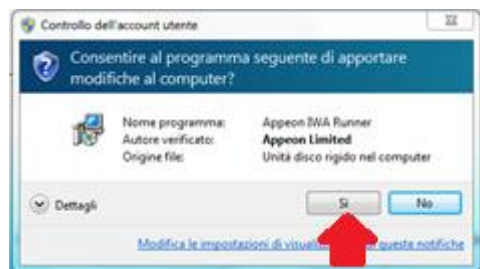 Controllo dell'account utente
Consentire al programma seguente di apportare
modifiche al computer?
Nome programma: Appeon IWA Runner
Autore verificato: Appeon Limited
Origine file: Unità disco rigido nel computer
Dettagli
Sì No
Modifica le impostazioni di queste notifiche